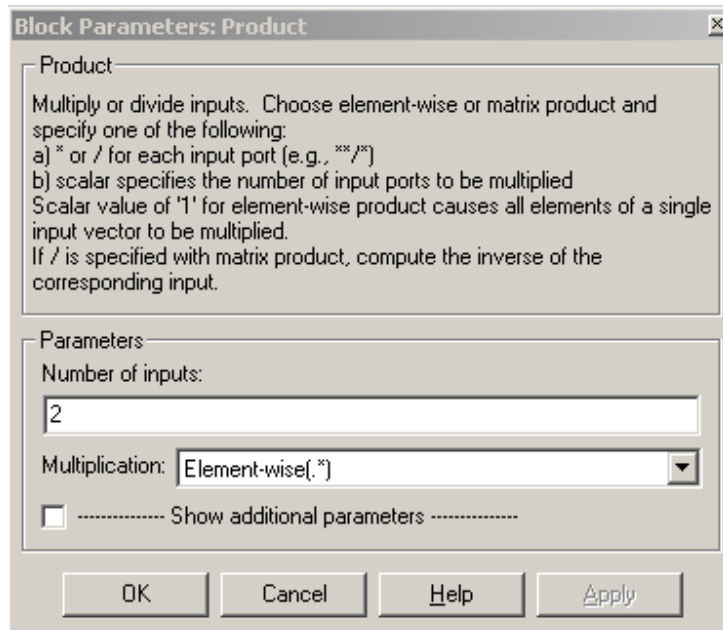 Block Parameters: Product
Product
Multiply or divide inputs. Choose element-wise or matrix product and
specify one of the following:
a) * or / for each input port (e.g., **/*)
b) scalar specifies the number of input ports to be multiplied
Scalar value of '1' for element-wise product causes all elements of a single
input vector to be multiplied.
If / is specified with matrix product, compute the inverse of the
corresponding input.
Parameters
Number of inputs:
2
Multiplication: Element-wise(.*)
-------------- Show additional parameters --------------
OK Cancel Help Apply